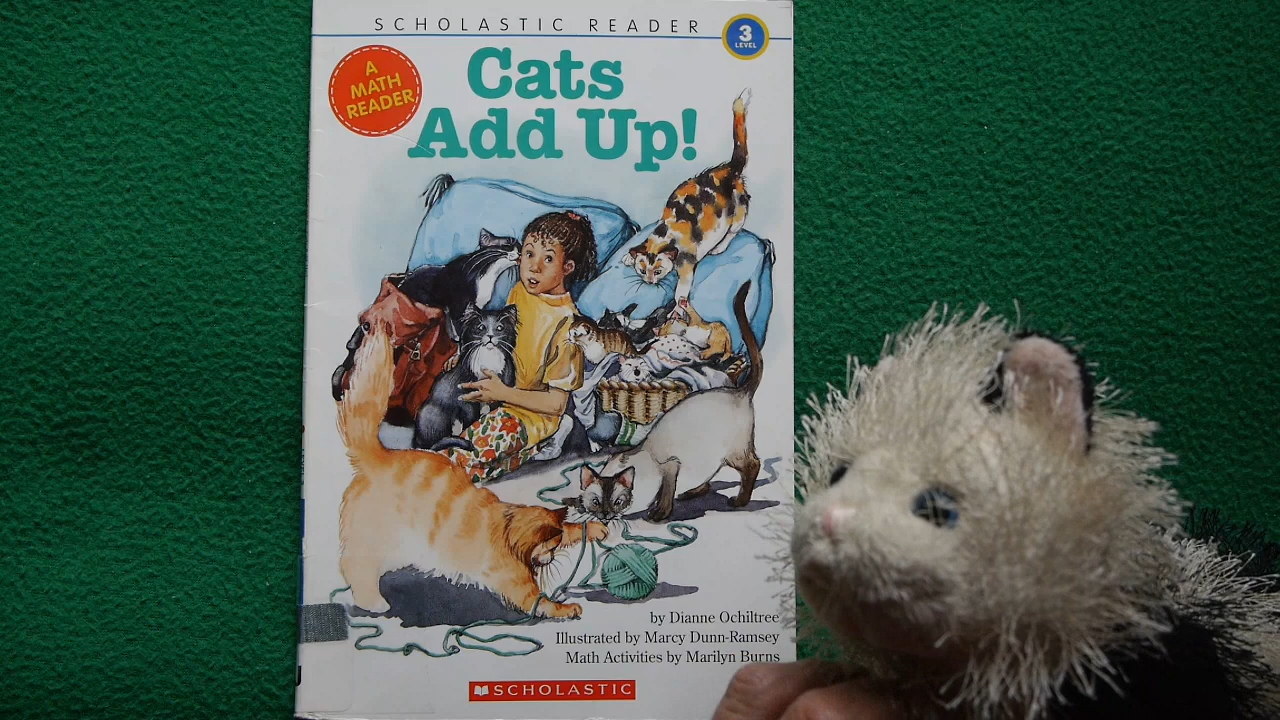 SCHOLASTIC READER
3
LEVEL
A
MATH
READER
Cats
Add Up!
by Dianne Ochiltree
Illustrated by Marcy Dunn-Ramsey
Math Activities by Marilyn Burns
SCHOLASTIC